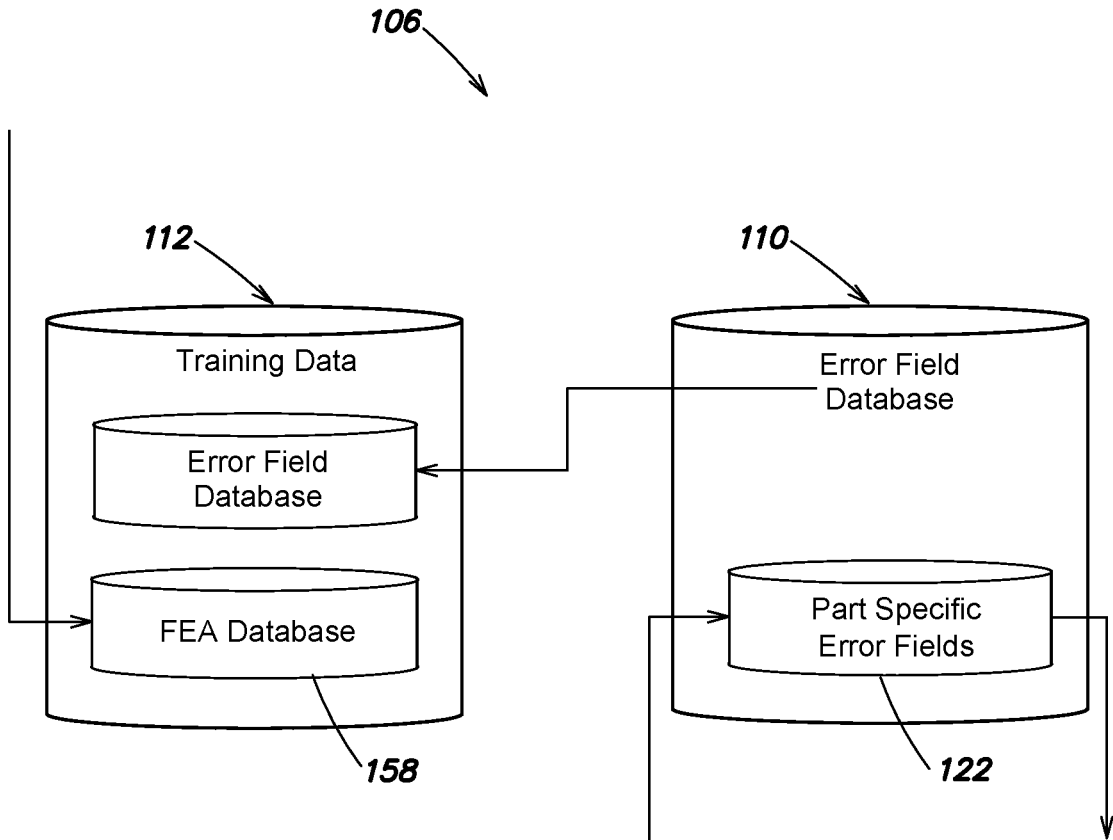 106
112
110
Training Data
Error Field
Database
Error Field
Database
FEA Database
Part Specific
Error Fields
158
122